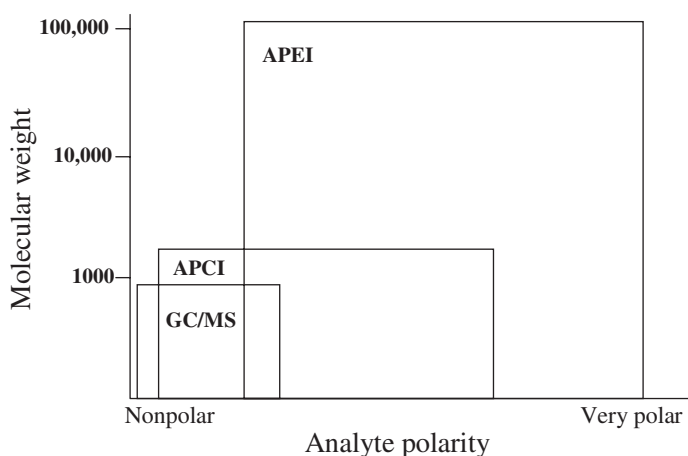 100,000
APEI
10,000
Molecular weight
1000
APCI
GC/MS
Nonpolar
Very polar
Analyte polarity